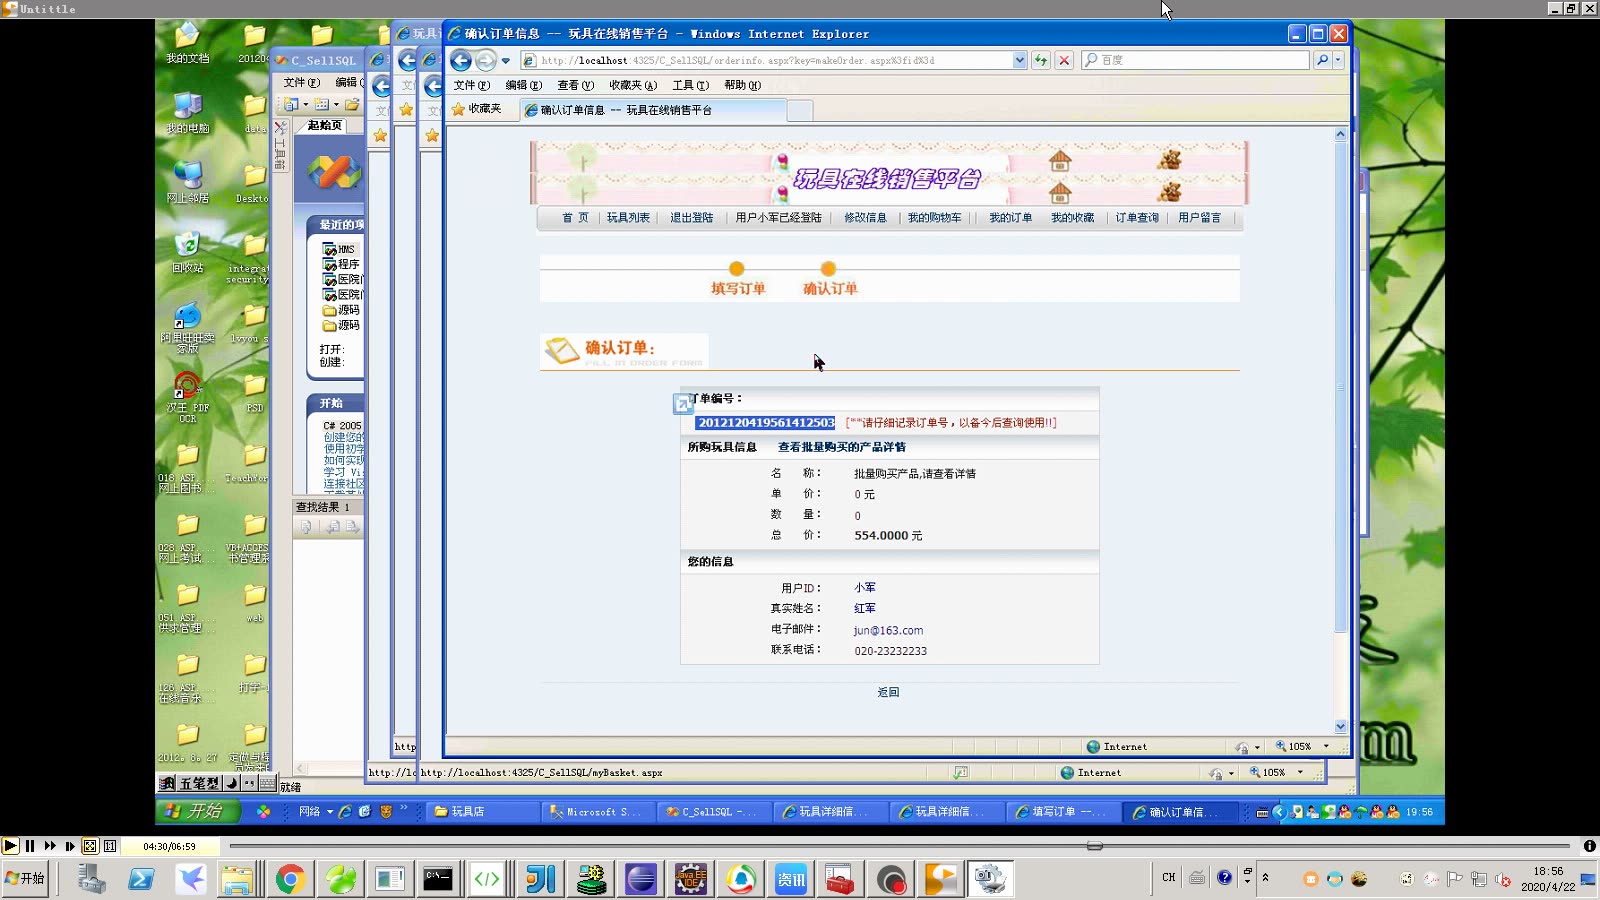 Untittle
我的文档
我的电脑
网上邻居
回收站
阿里旺旺卖
家版
汉王 PDF
OCR
018 ASP...
网上图书...
028 ASP...
网上考试...
051 ASP...
供求管理...
126 ASP...
在线音乐...
2012. 8. 27
data
Deskto
integrat
security
PSD
TeachWor
VB+ACCES
书管理系
web
C_SellSQL
文件(F)
编辑(
起始页
工具箱
最近的项
HMS
程序
医院
医院
源码
源码
打开:
创建:
开始
C# 2005
创建您的
使用初学
如何实现
学习 Vi
连接社区
查找结果 1
就绪
五笔型
确认订单信息 -- 玩具在线销售平台 - Windows Internet Explorer
http://localhost:4325/C_SellSQL/orderinfo.aspx?key=makeOrder.aspx%3fid%3d
百度
文件(F) 编辑(E) 查看(V) 收藏夹(A) 工具(T) 帮助(H)
收藏夹
确认订单信息 -- 玩具在线销售平台
玩具在线销售平台
首 页 | 玩具列表 | 退出登陆 | 用户小军已经登陆 | 修改信息 | 我的购物车 | | 我的订单 我的收藏 | 订单查询 | 用户留言 |
填写订单 确认订单
确认订单:
FILL IN ORDER FORM
订单编号:
2012120419561412503 [**请仔细记录订单号，以备今后查询使用!!]
所购玩具信息 查看批量购买的产品详情
名 称: 批量购买产品,请查看详情
单 价: 0 元
数 量: 0
总 价: 554.0000 元
您的信息
用户ID: 小军
真实姓名: 红军
电子邮件: jun@163.com
联系电话: 020-23232233
返回
http
Internet
105%
http://lo
http://localhost:4325/C_SellSQL/myBasket.aspx
Internet
105%
开始
网络
玩具店
Microsoft S...
C_SellSQL -...
玩具详细信...
玩具详细信...
填写订单 --...
确认订单信...
19:56
04:30/06:59
开始
资讯
Java EE
IDE
CH
18:56
2020/4/22